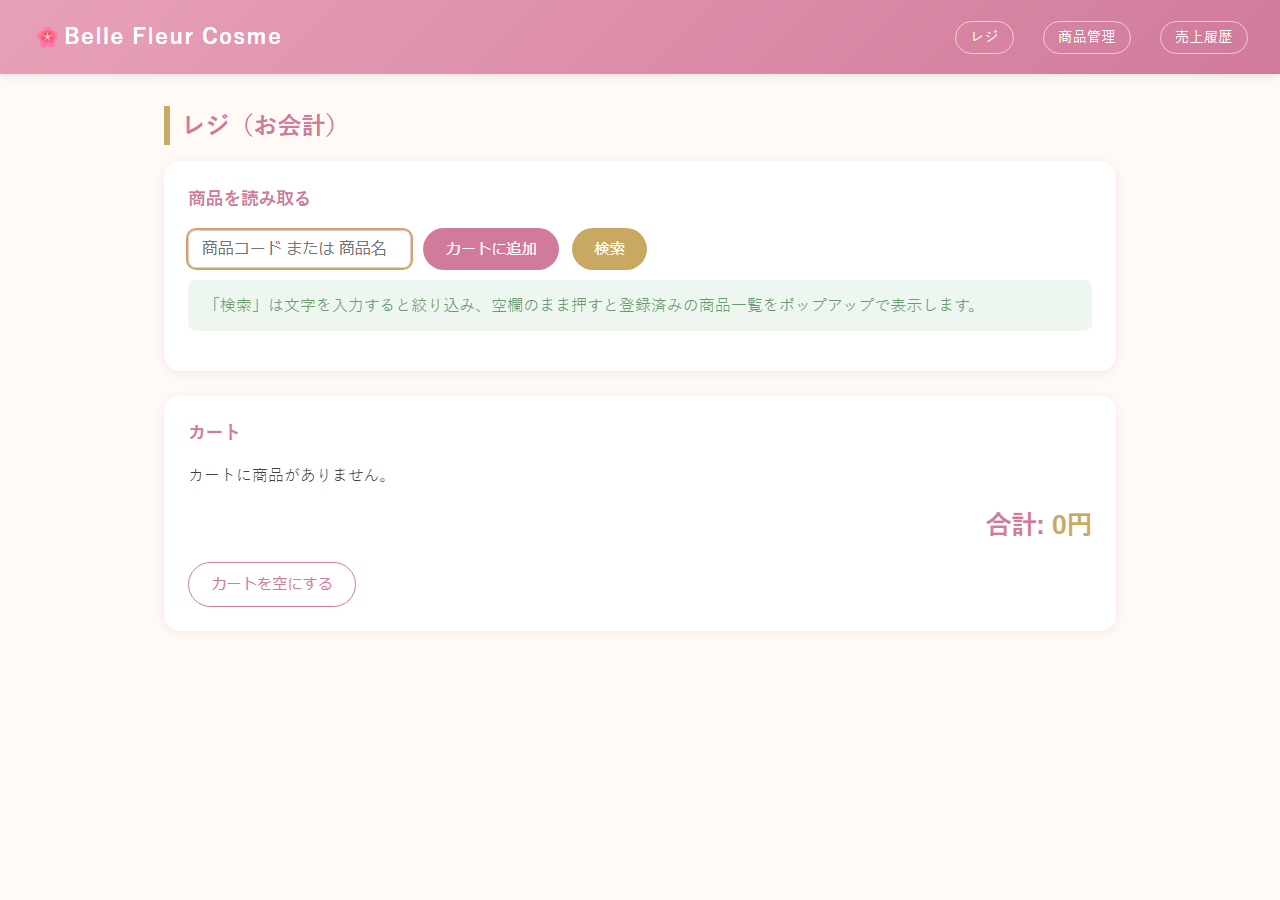 🌸 Belle Fleur Cosme
レジ
商品管理
売上履歴
レジ（お会計）
商品を読み取る
商品コード または 商品名
カートに追加
検索
「検索」は文字を入力すると絞り込み、空欄のまま押すと登録済みの商品一覧をポップアップで表示します。
カート
カートに商品がありません。
合計: 0円
カートを空にする